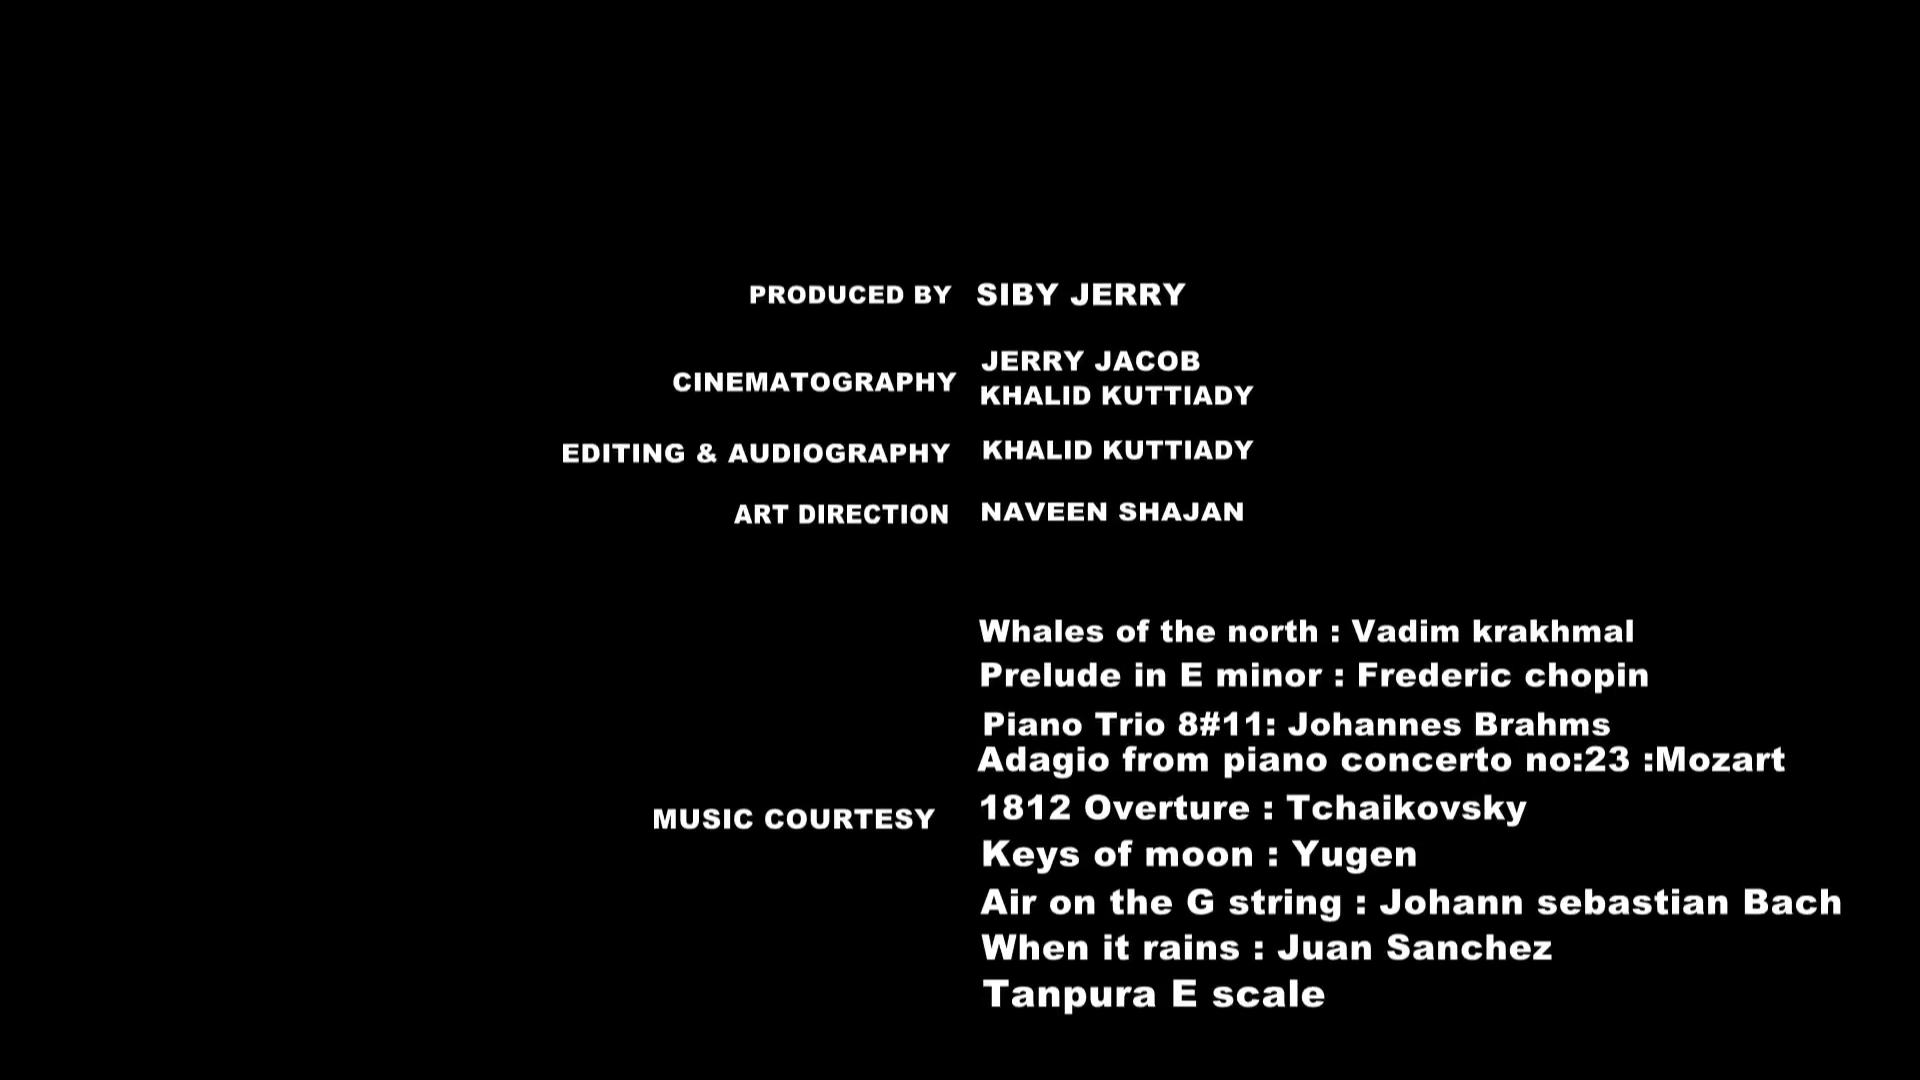 PRODUCED BY SIBY JERRY
JERRY JACOB
CINEMATOGRAPHY
KHALID KUTTIADY
EDITING & AUDIOGRAPHY KHALID KUTTIADY
ART DIRECTION NAVEEN SHAJAN
Whales of the north : Vadim krakhmal
Prelude in E minor : Frederic chopin
Piano Trio 8#11: Johannes Brahms
Adagio from piano concerto no:23 :Mozart
MUSIC COURTESY 1812 Overture : Tchaikovsky
Keys of moon : Yugen
Air on the G string : Johann sebastian Bach
When it rains : Juan Sanchez
Tanpura E scale